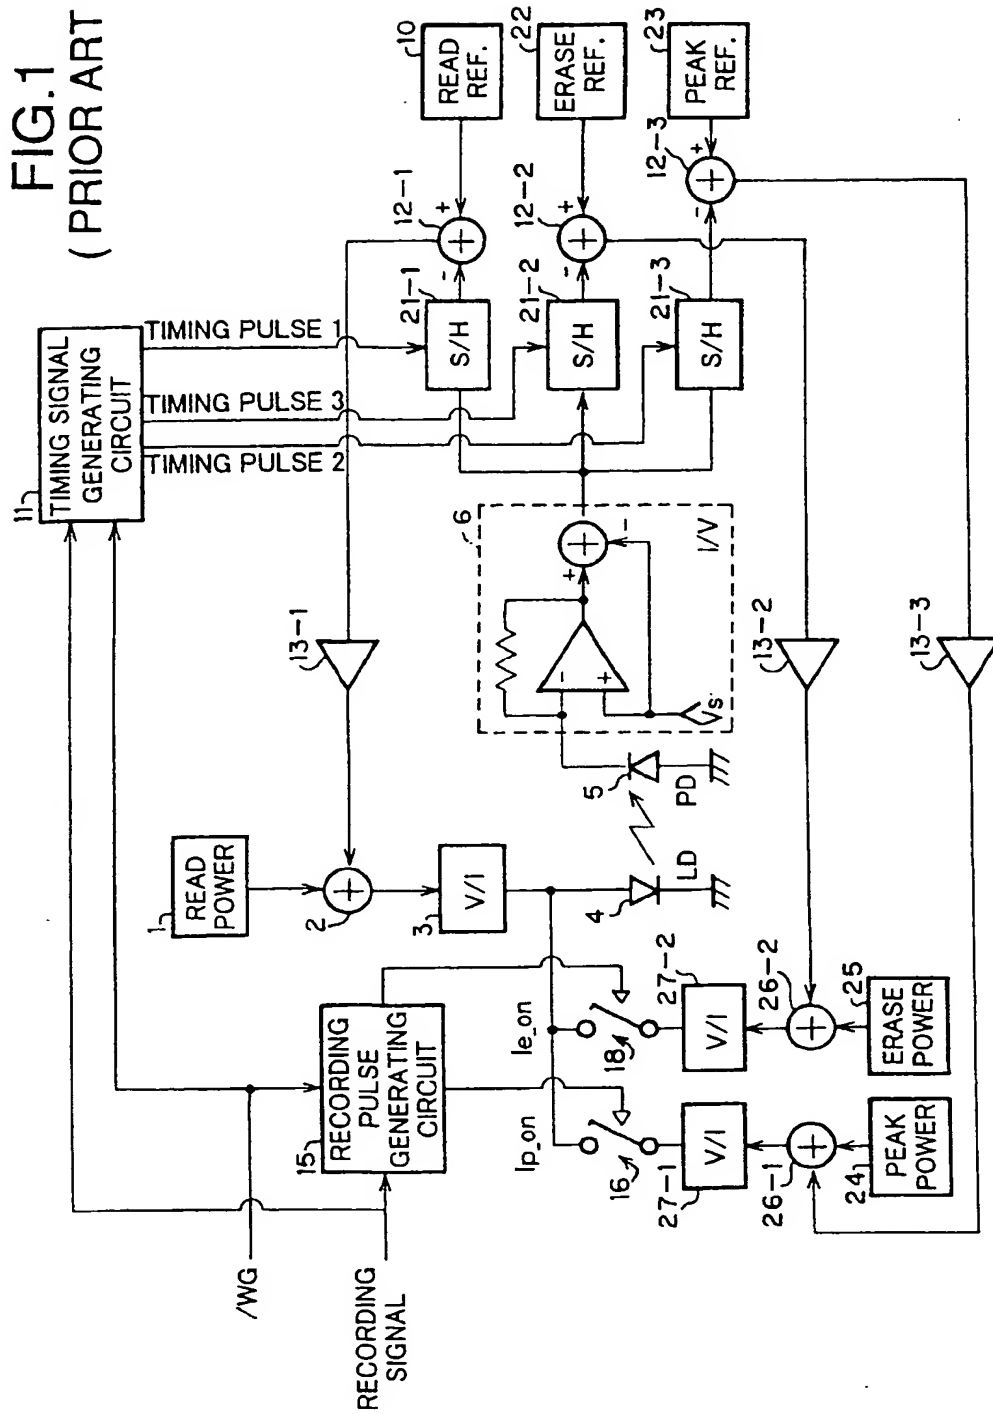 FIG.1
( PRIOR ART
11
TIMING SIGNAL
GENERATING
CIRCUIT
TIMING PULSE 1
TIMING PULSE 3
TIMING PULSE 2
10
READ
REF.
22
ERASE
REF.
23
PEAK
REF.
12-1
+
-
12-2
+
-
12-3
+
-
21-1
S/H
21-2
S/H
21-3
S/H
6
I/V
+
-
-
+
Vs
13-1
13-2
13-3
5
PD
4
LD
1
READ
POWER
2
3
V/I
15
RECORDING
PULSE
GENERATING
CIRCUIT
/WG
RECORDING
SIGNAL
Ie_on
Ip_on
18
16
27-2
V/I
27-1
V/I
26-2
26-1
25
ERASE
POWER
24
PEAK
POWER